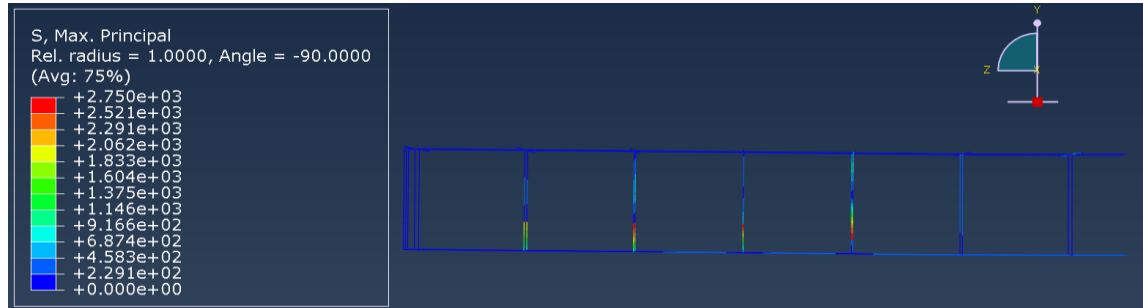 S, Max. Principal
Rel. radius = 1.0000, Angle = -90.0000
(Avg: 75%)
+2.750e+03
+2.521e+03
+2.291e+03
+2.062e+03
+1.833e+03
+1.604e+03
+1.375e+03
+1.146e+03
+9.166e+02
+6.874e+02
+4.583e+02
+2.291e+02
+0.000e+00
Y
Z
X